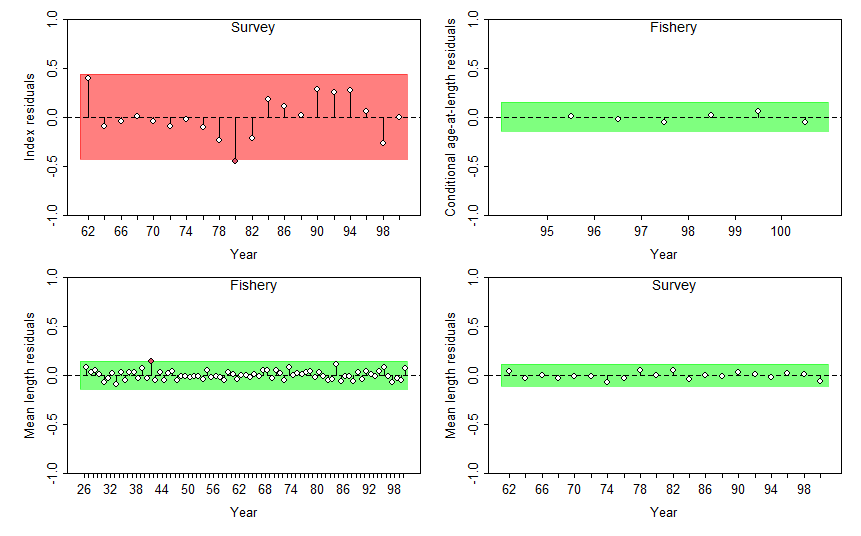 Survey
Index residuals
1.0
0.5
0.0
-0.5
-1.0
62 66 70 74 78 82 86 90 94 98
Year
Fishery
Conditional age-at-length residuals
1.0
0.5
0.0
-0.5
-1.0
95 96 97 98 99 100
Year
Fishery
Mean length residuals
1.0
0.5
0.0
-0.5
-1.0
26 32 38 44 50 56 62 68 74 80 86 92 98
Year
Survey
Mean length residuals
1.0
0.5
0.0
-0.5
-1.0
62 66 70 74 78 82 86 90 94 98
Year